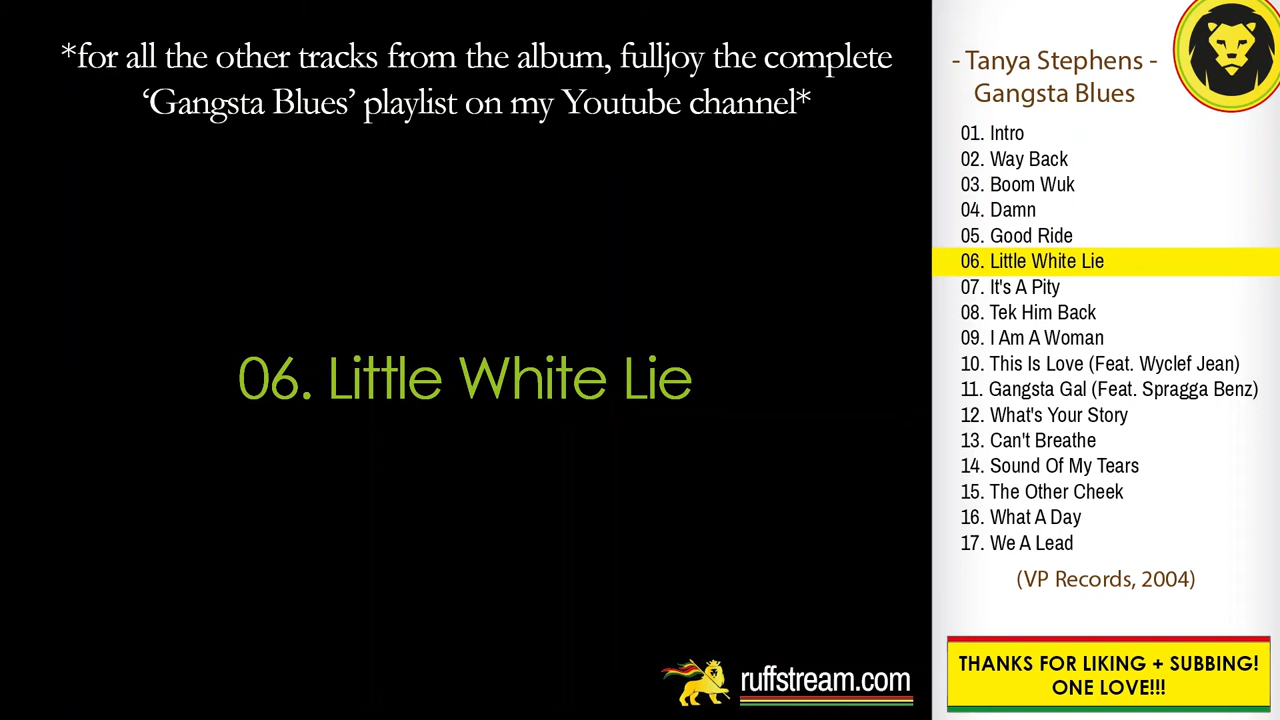 *for all the other tracks from the album, fulljoy the complete
‘Gangsta Blues’ playlist on my Youtube channel*
06. Little White Lie
ruffstream.com
- Tanya Stephens -
Gangsta Blues
01. Intro
02. Way Back
03. Boom Wuk
04. Damn
05. Good Ride
06. Little White Lie
07. It's A Pity
08. Tek Him Back
09. I Am A Woman
10. This Is Love (Feat. Wyclef Jean)
11. Gangsta Gal (Feat. Spragga Benz)
12. What's Your Story
13. Can't Breathe
14. Sound Of My Tears
15. The Other Cheek
16. What A Day
17. We A Lead
(VP Records, 2004)
THANKS FOR LIKING + SUBBING!
ONE LOVE!!!